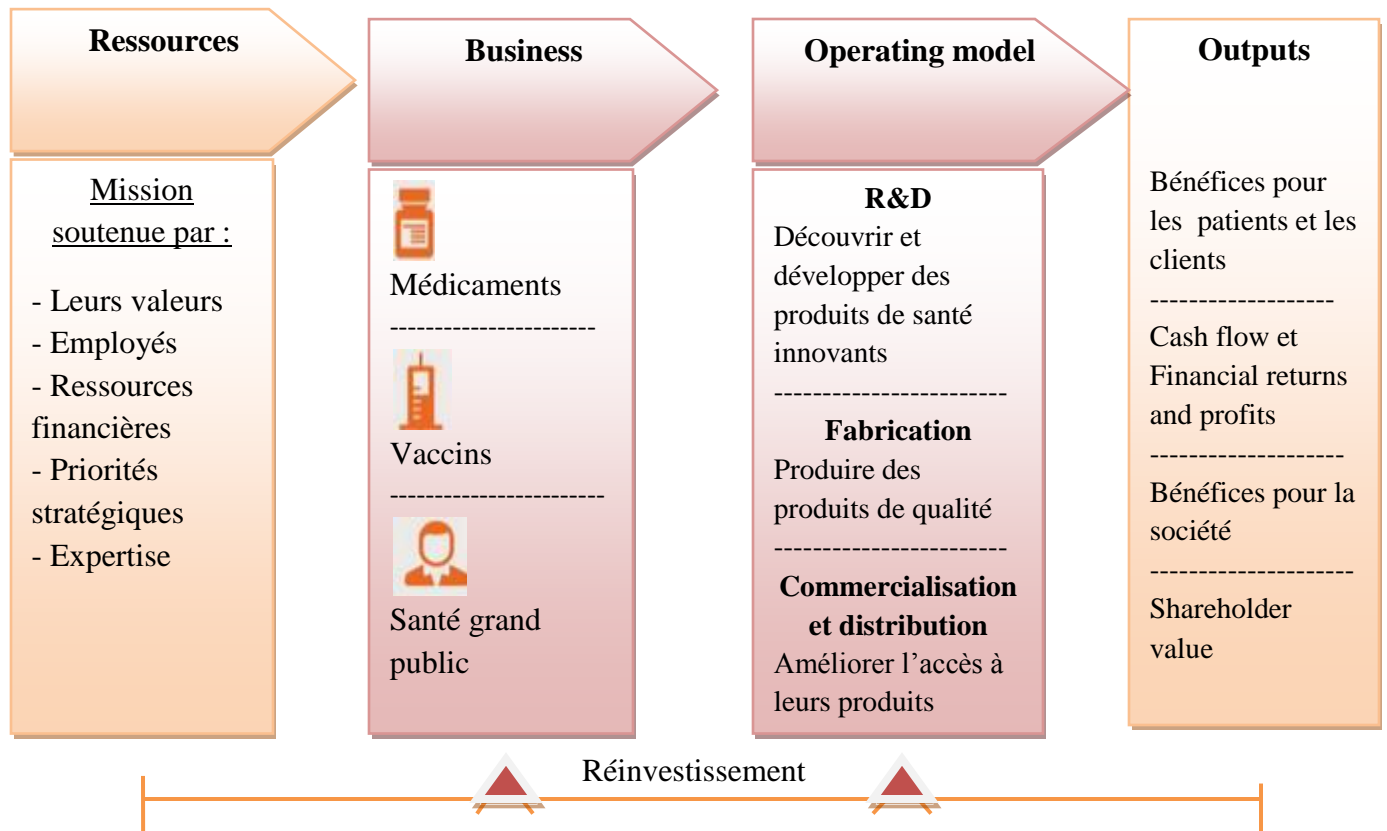 Ressources
Mission
soutenue par :
- Leurs valeurs
- Employés
- Ressources
financières
- Priorités
stratégiques
- Expertise
Business
Médicaments
-----------------------
Vaccins
------------------------
Santé grand
public
Operating model
R&D
Découvrir et
développer des
produits de santé
innovants
------------------------
Fabrication
Produire des
produits de qualité
------------------------
Commercialisation
et distribution
Améliorer l’accès à
leurs produits
Outputs
Bénéfices pour
les patients et les
clients
-------------------
Cash flow et
Financial returns
and profits
--------------------
Bénéfices pour la
société
---------------------
Shareholder
value
Réinvestissement